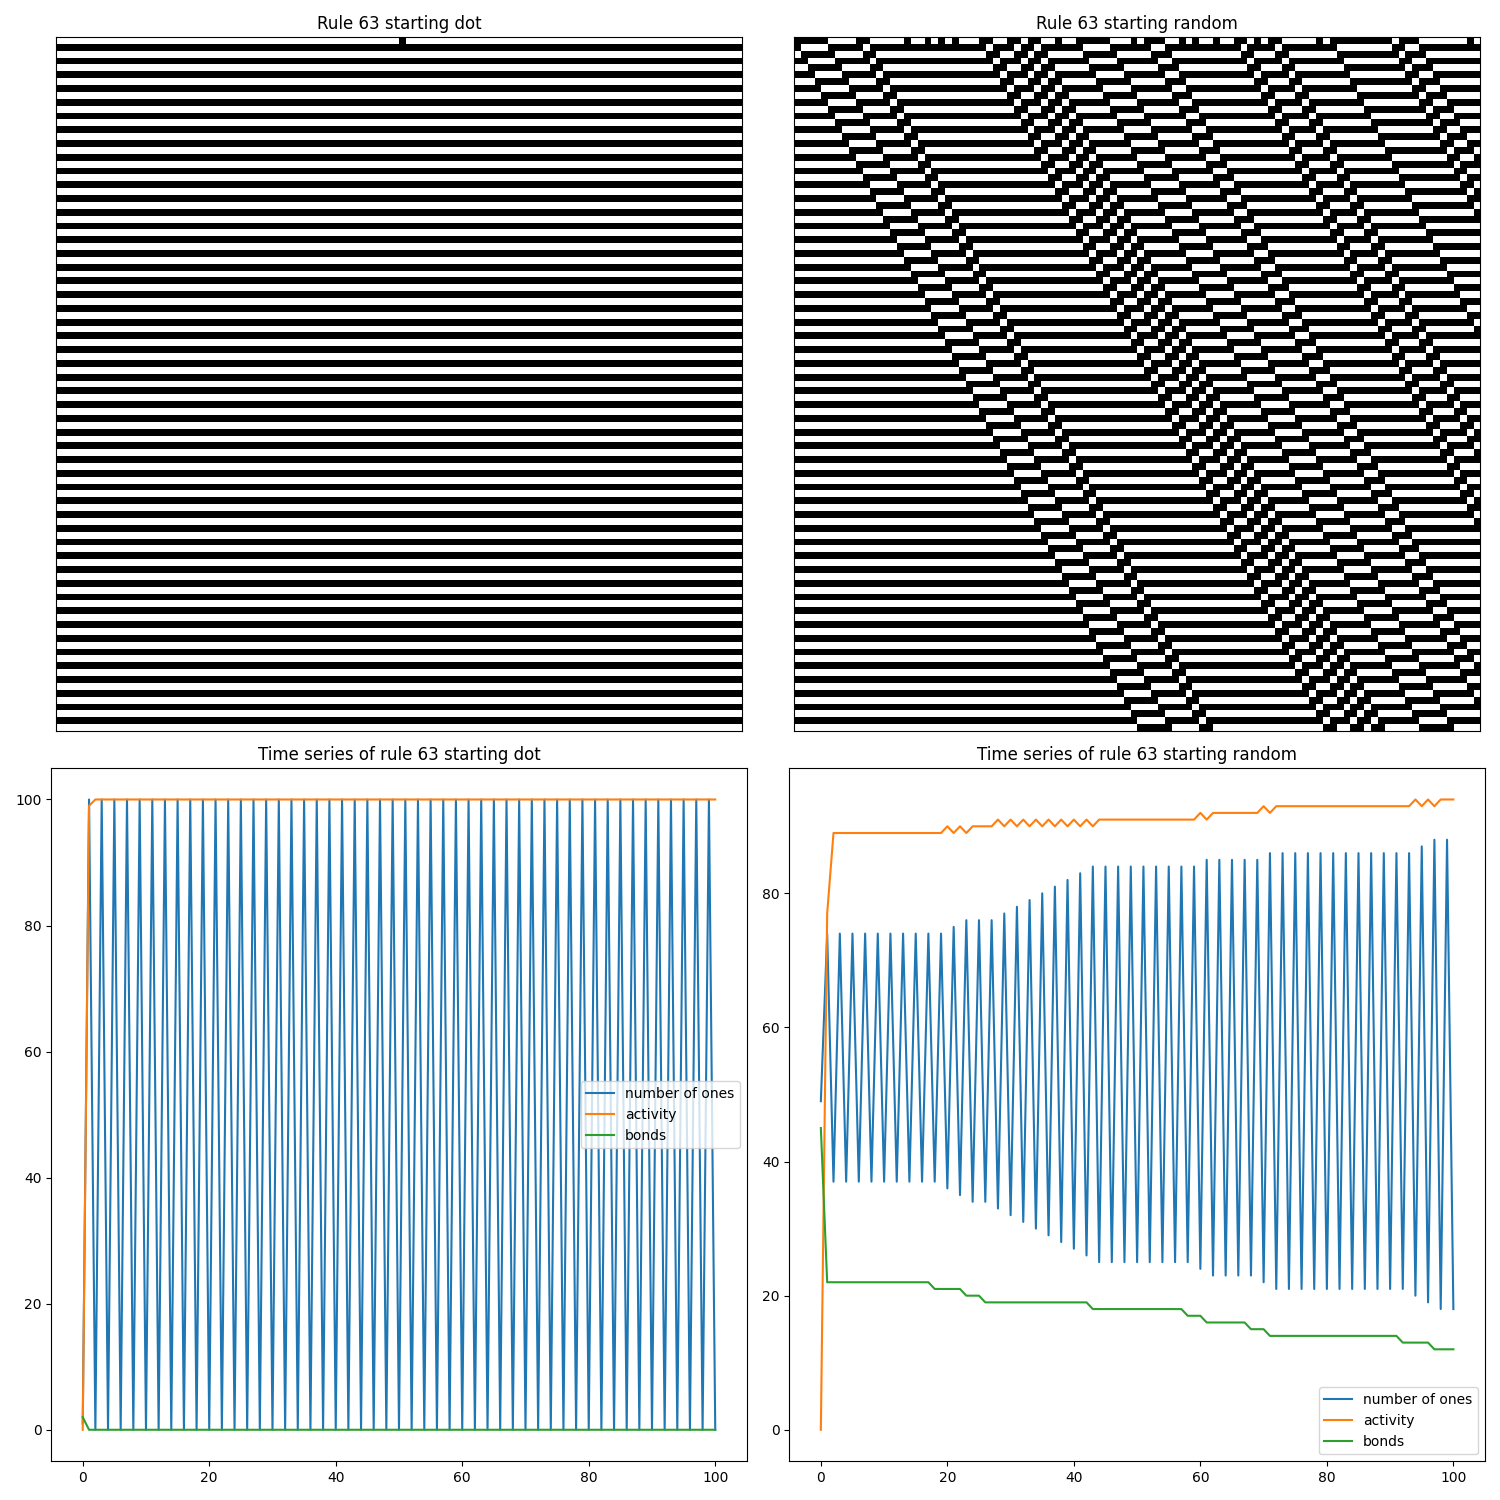 Rule 63 starting dot
Rule 63 starting random
Time series of rule 63 starting dot
100
80
60
40
20
0
0 20 40 60 80 100
number of ones
activity
bonds
Time series of rule 63 starting random
80
60
40
20
0
0 20 40 60 80 100
number of ones
activity
bonds